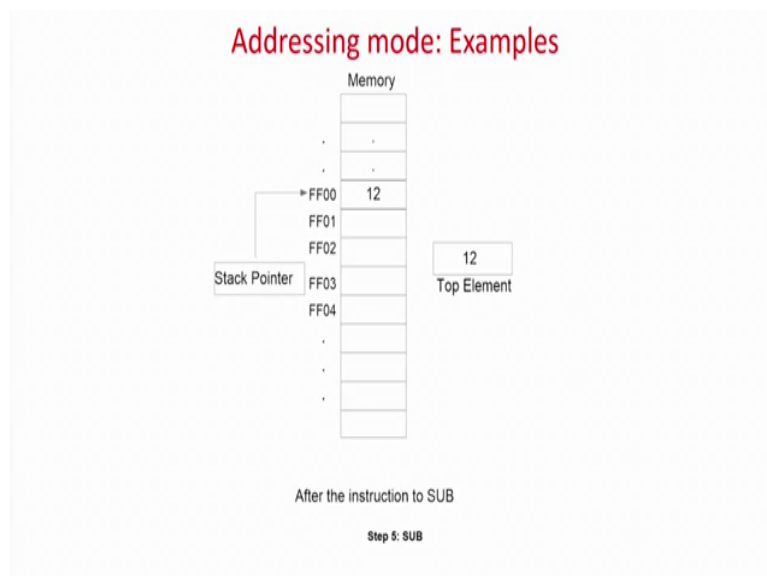 Addressing mode: Examples
Memory
.
.
.
.
FF00
12
FF01
FF02
12
Stack Pointer
FF03
Top Element
FF04
.
.
.
After the instruction to SUB
Step 5: SUB